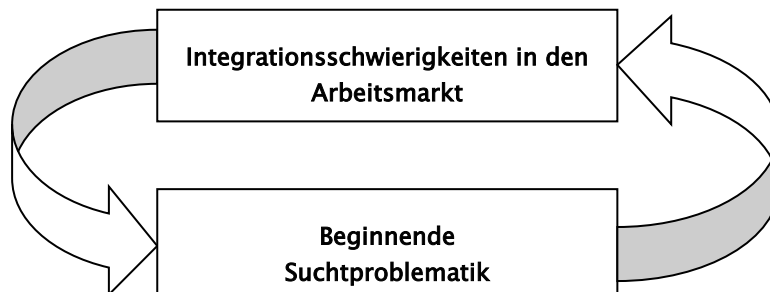 Integrationsschwierigkeiten in den
Arbeitsmarkt
Beginnende
Suchtproblematik